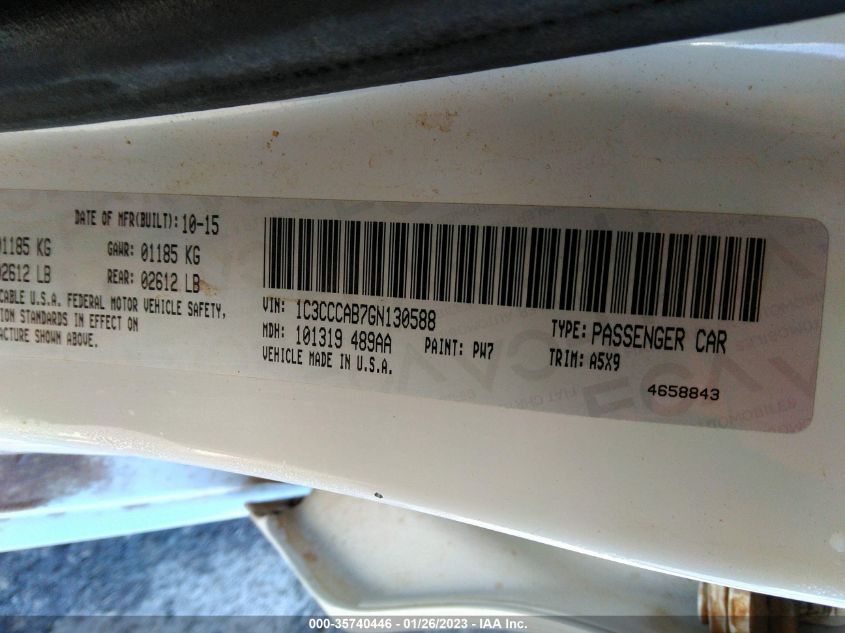 DATE OF MFR(BUILT): 10-15
01185 KG GAWR: 01185 KG
02612 LB REAR: 02612 LB
CABLE U.S.A. FEDERAL MOTOR VEHICLE SAFETY,
ION STANDARDS IN EFFECT ON
ACTURE SHOWN ABOVE.
VIN: 1C3CCCAB7GN130588
MDH: 101319 489AA PAINT: PW7
VEHICLE MADE IN U.S.A.
TYPE: PASSENGER CAR
TRIM: A5X9
4658843
000-35740446 - 01/26/2023 - IAA Inc.